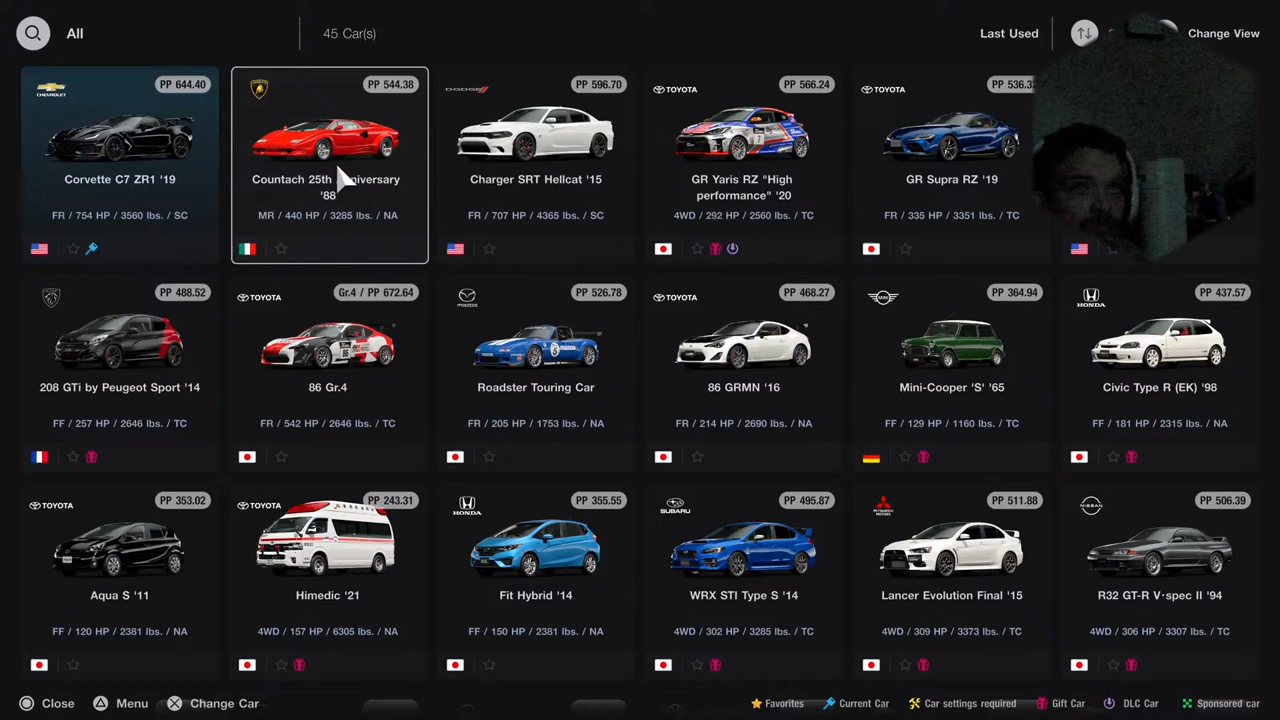 All
45 Car(s)
Last Used
Change View
CHEVROLET
PP 644.40
Corvette C7 ZR1 '19
FR / 754 HP / 3560 lbs. / SC
PP 544.38
Countach 25th
'88
MR / 440 HP / 3285 lbs. / NA
DODGE
PP 596.70
Charger SRT Hellcat '15
FR / 707 HP / 4365 lbs. / SC
TOYOTA
PP 566.24
GR Yaris RZ "High
performance" '20
4WD / 292 HP / 2560 lbs. / TC
TOYOTA
GR Supra RZ '19
FR / 335 HP / 3351 lbs. / TC
PP 488.52
208 GTi by Peugeot Sport '14
FF / 257 HP / 2646 lbs. / TC
TOYOTA
Gr.4 / PP 672.64
86 Gr.4
FR / 542 HP / 2646 lbs. / TC
mazda
PP 526.78
Roadster Touring Car
FR / 205 HP / 1753 lbs. / NA
TOYOTA
PP 468.27
86 GRMN '16
FR / 214 HP / 2690 lbs. / NA
PP 364.94
Mini-Cooper 'S' '65
FF / 129 HP / 1160 lbs. / TC
HONDA
PP 437.57
Civic Type R (EK) '98
FF / 181 HP / 2315 lbs. / NA
TOYOTA
PP 353.02
Aqua S '11
FF / 120 HP / 2381 lbs. / NA
TOYOTA
PP 243.31
Himedic '21
4WD / 157 HP / 6305 lbs. / NA
HONDA
PP 355.55
Fit Hybrid '14
FF / 150 HP / 2381 lbs. / NA
SUBARU
PP 495.87
WRX STI Type S '14
4WD / 302 HP / 3285 lbs. / TC
MITSUBISHI
MOTORS
PP 511.88
Lancer Evolution Final '15
4WD / 309 HP / 3373 lbs. / TC
PP 506.39
R32 GT-R V·spec II '94
4WD / 306 HP / 3307 lbs. / TC
Close
Menu
Change Car
Favorites
Current Car
Car settings required
Gift Car
DLC Car
Sponsored car